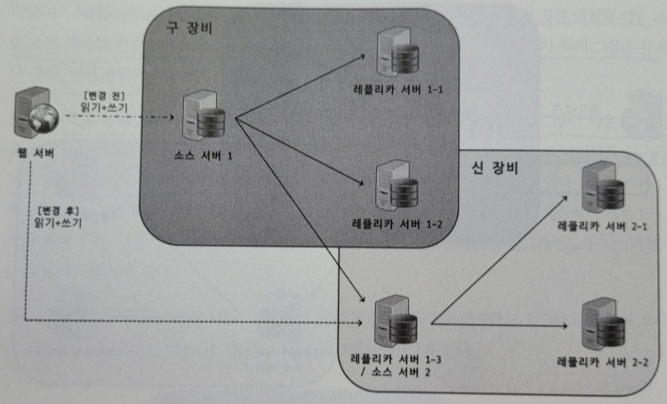 구 장비
레플리카 서버 1-1
[변경 전]
읽기+쓰기
웹 서버
소스 서버 1
레플리카 서버 1-2
신 장비
레플리카 서버 2-1
[변경 후]
읽기+쓰기
레플리카 서버 1-3
/ 소스 서버 2
레플리카 서버 2-2